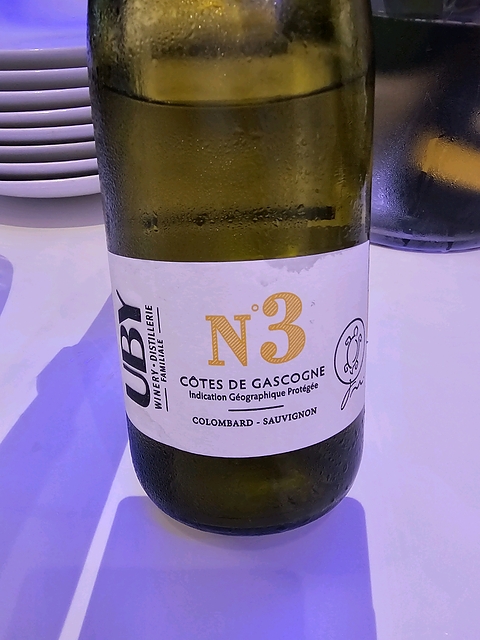 UBY
WINERY • DISTILLERIE
FAMILIALE
N°3
CÔTES DE GASCOGNE
Indication Géographique Protégée
COLOMBARD - SAUVIGNON